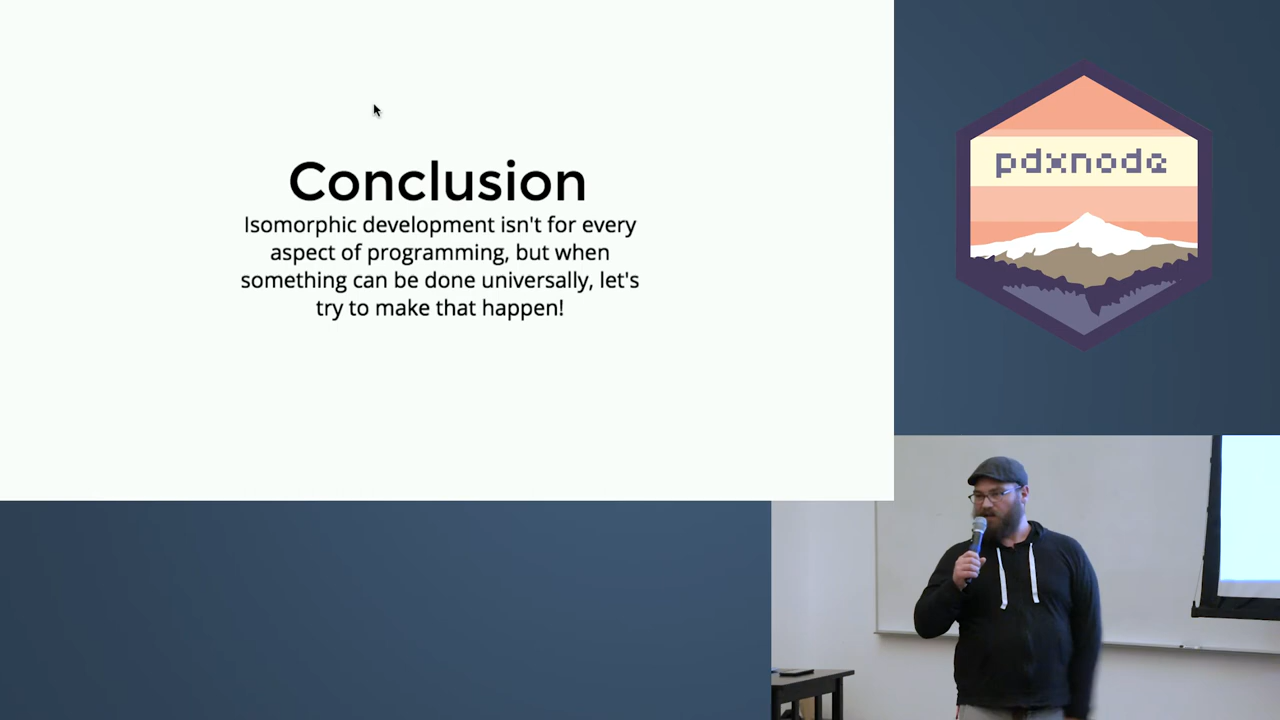 Conclusion
Isomorphic development isn't for every
aspect of programming, but when
something can be done universally, let's
try to make that happen!
pdxnode